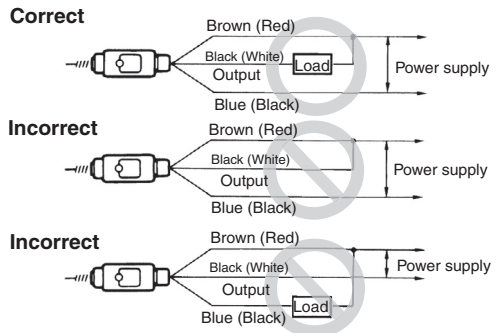 Correct
Brown (Red)
Black (White)
Load
Output
Power supply
Blue (Black)
Incorrect
Brown (Red)
Black (White)
Output
Power supply
Blue (Black)
Incorrect
Brown (Red)
Black (White)
Power supply
Output
Load
Blue (Black)